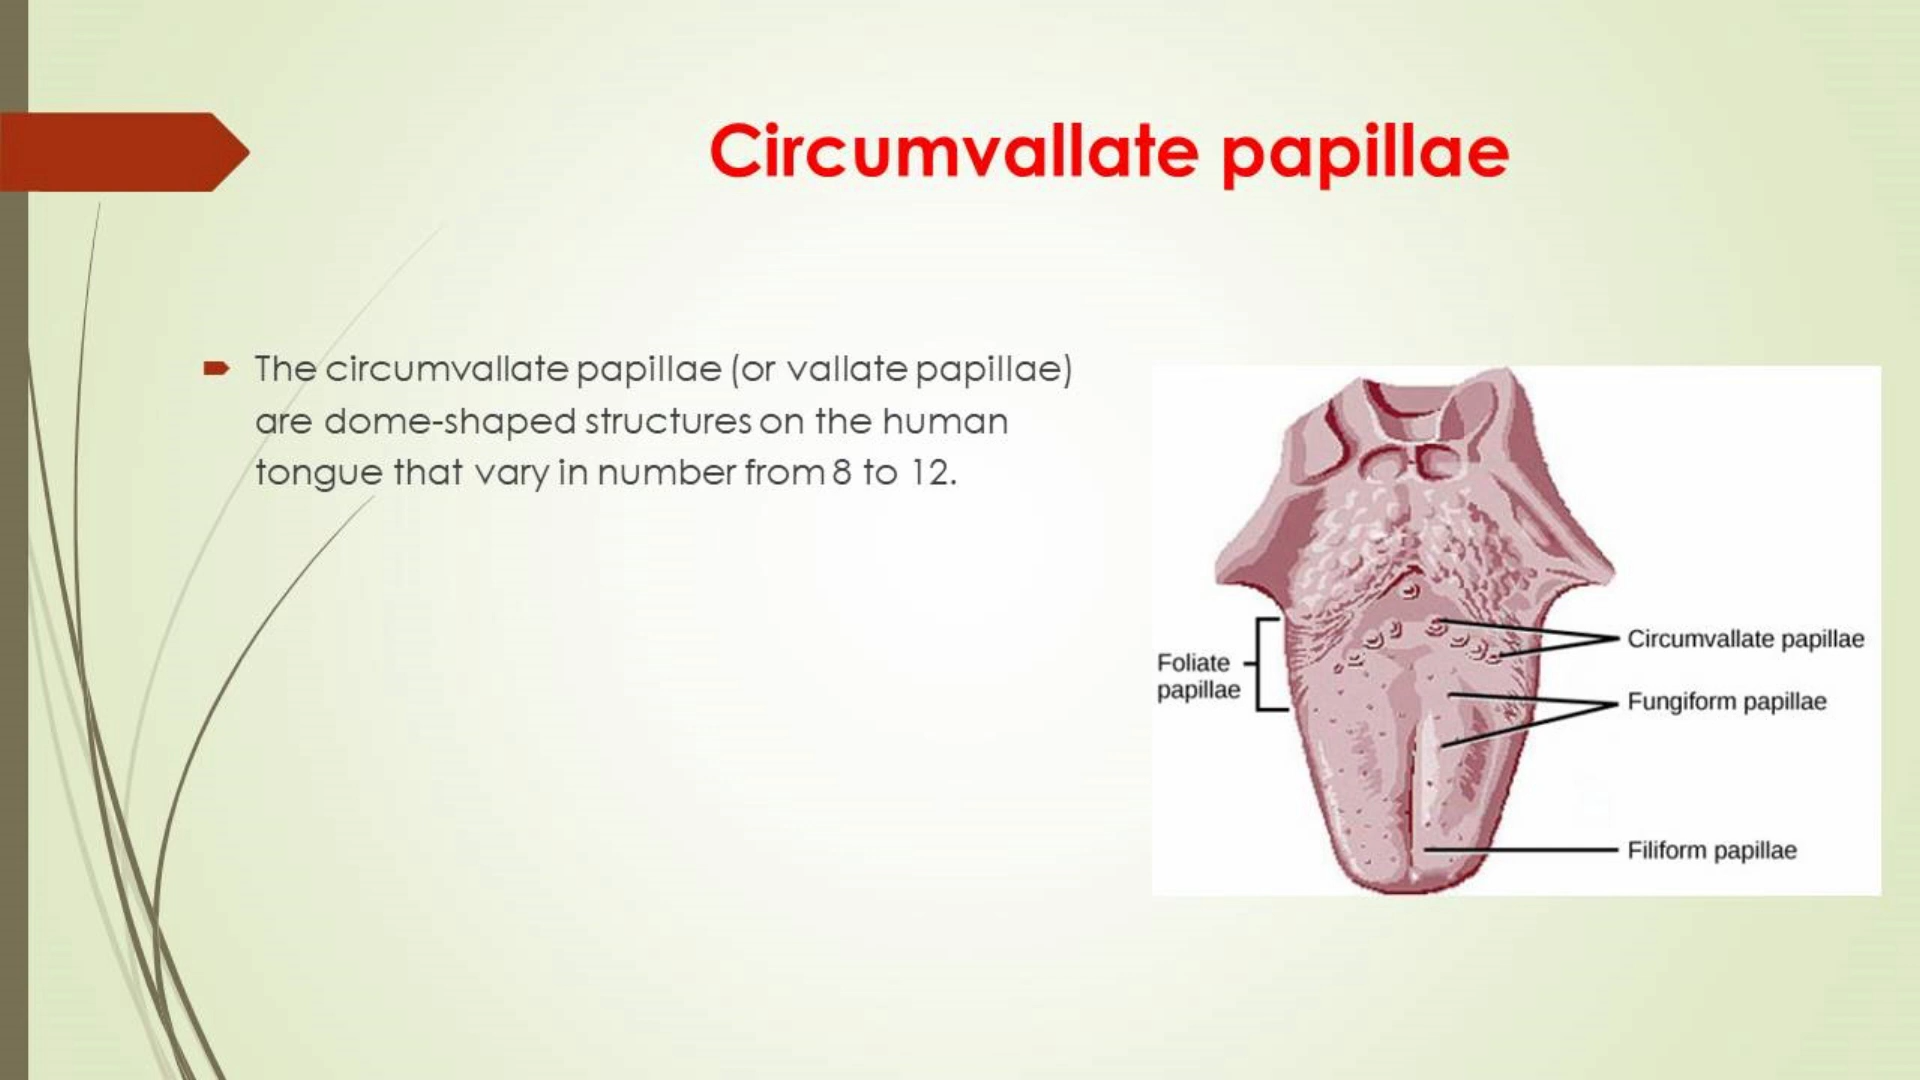 Circumvallate papillae
The circumvallate papillae (or vallate papillae)
are dome-shaped structures on the human
tongue that vary in number from 8 to 12.
Foliate
papillae
Circumvallate papillae
Fungiform papillae
Filiform papillae